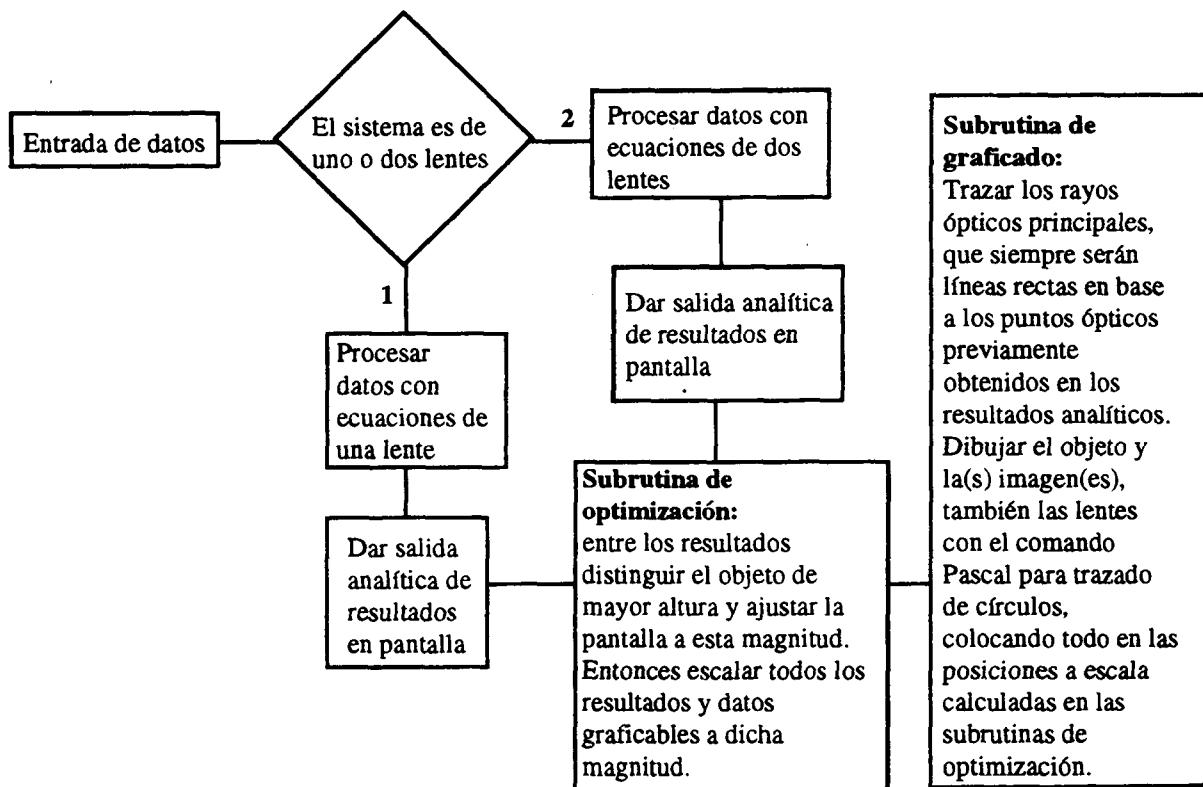 Entrada de datos
El sistema es de
uno o dos lentes
2
Procesar datos con
ecuaciones de dos
lentes
Dar salida analítica
de resultados en
pantalla
1
Procesar
datos con
ecuaciones de
una lente
Dar salida
analítica de
resultados
en pantalla
Subrutina de
optimización:
entre los resultados
distinguir el objeto de
mayor altura y ajustar la
pantalla a esta magnitud.
Entonces escalar todos los
resultados y datos
graficables a dicha
magnitud.
Subrutina de
graficado:
Trazar los rayos
ópticos principales,
que siempre serán
líneas rectas en base
a los puntos ópticos
previamente
obtenidos en los
resultados analíticos.
Dibujar el objeto y
la(s) imagen(es),
también las lentes
con el comando
Pascal para trazado
de círculos,
colocando todo en las
posiciones a escala
calculadas en las
subrutinas de
optimización.